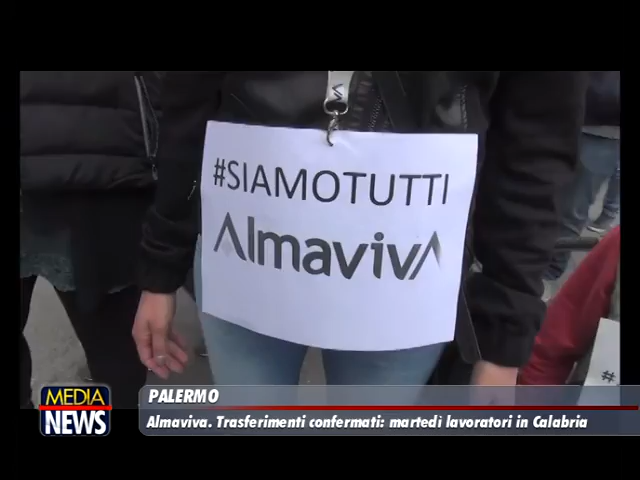 #SIAMOTUTTI
Almaviva
#
MEDIA
NEWS
PALERMO
Almaviva. Trasferimenti confermati: martedì lavoratori in Calabria